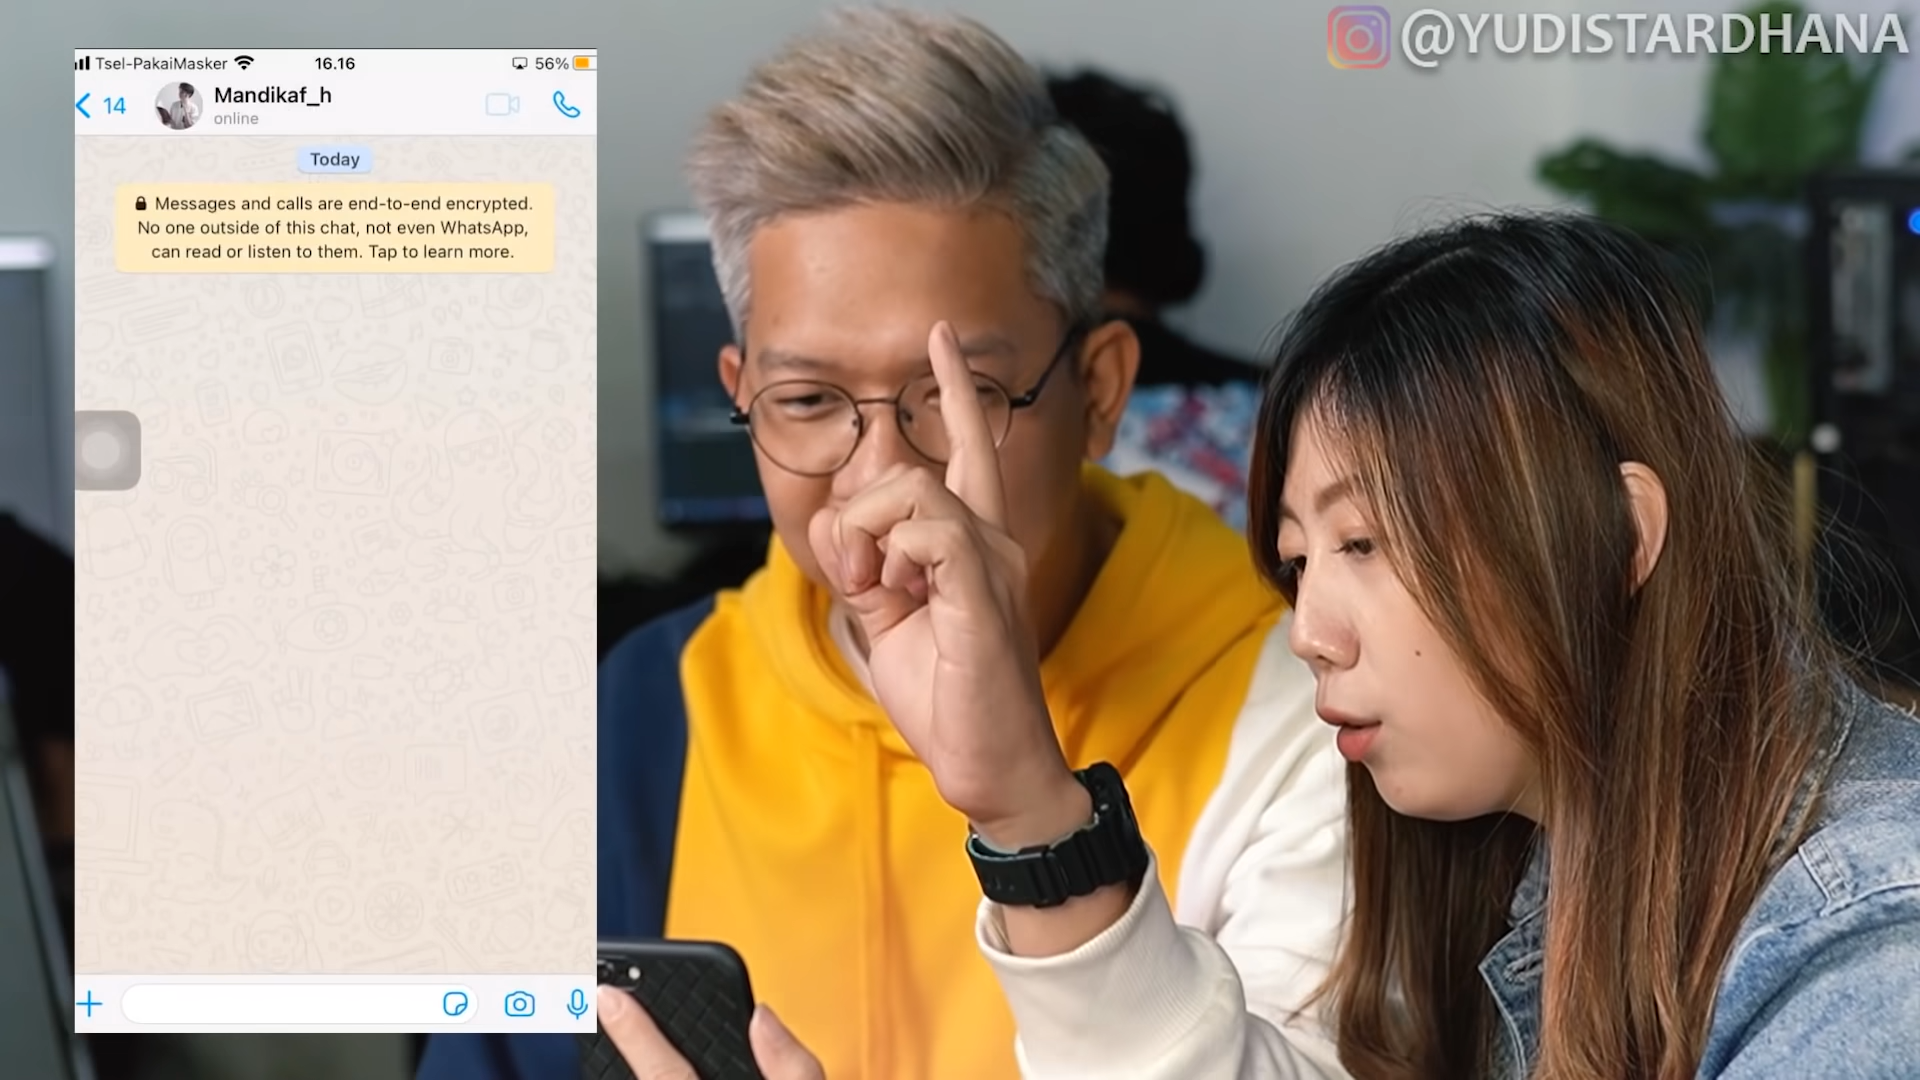 @YUDISTARDHANA
Tsel-PakaiMasker 16.16 56%
14 Mandikaf_h
online
Today
Messages and calls are end-to-end encrypted.
No one outside of this chat, not even WhatsApp,
can read or listen to them. Tap to learn more.